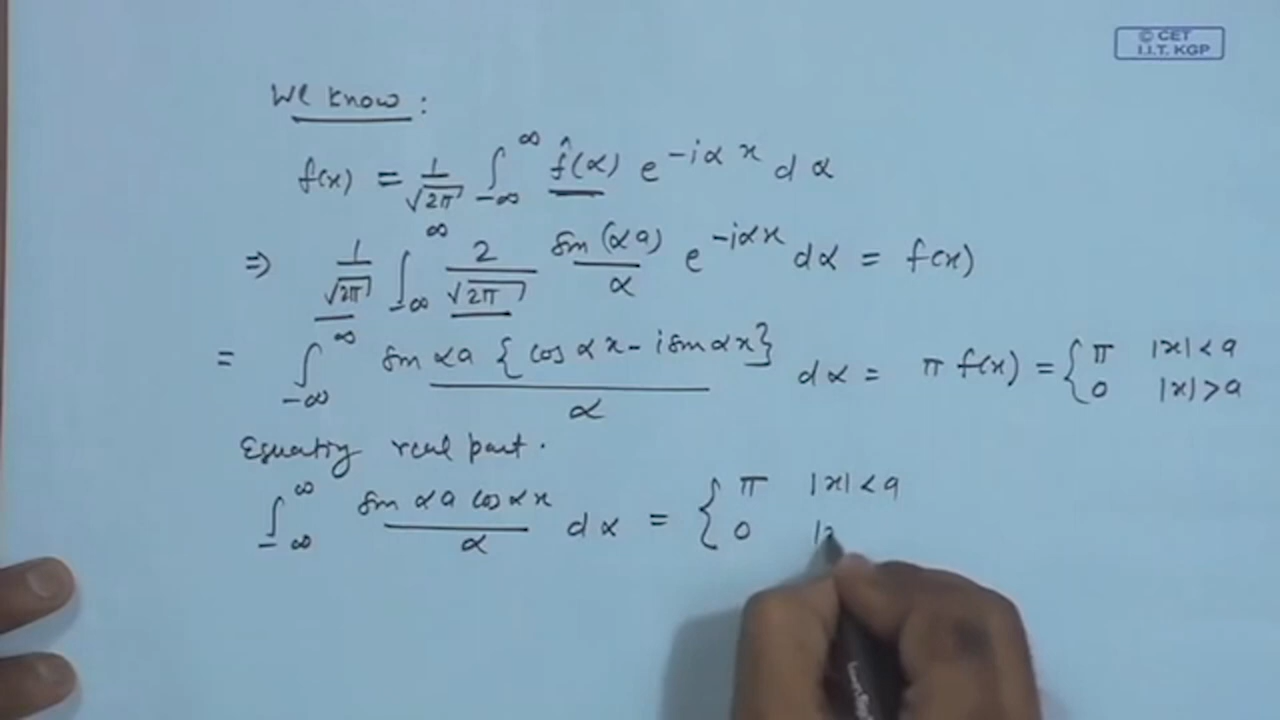 © CET
I.I.T. KGP
We know :
f(x) = 1/√2π ∫_{-∞}^{∞} f̂(α) e^{-iαx} dα
⇒ 1/√2π ∫_{-∞}^{∞} 2/√2π sin(αa)/α e^{-iαx} dα = f(x)
= ∫_{-∞}^{∞} sin αa {cos αx - i sin αx}/α dα = π f(x) = { π |x| < a
0 |x| > a
Equating real part.
∫_{-∞}^{∞} sin αa cos αx/α dα = { π |x| < a
0